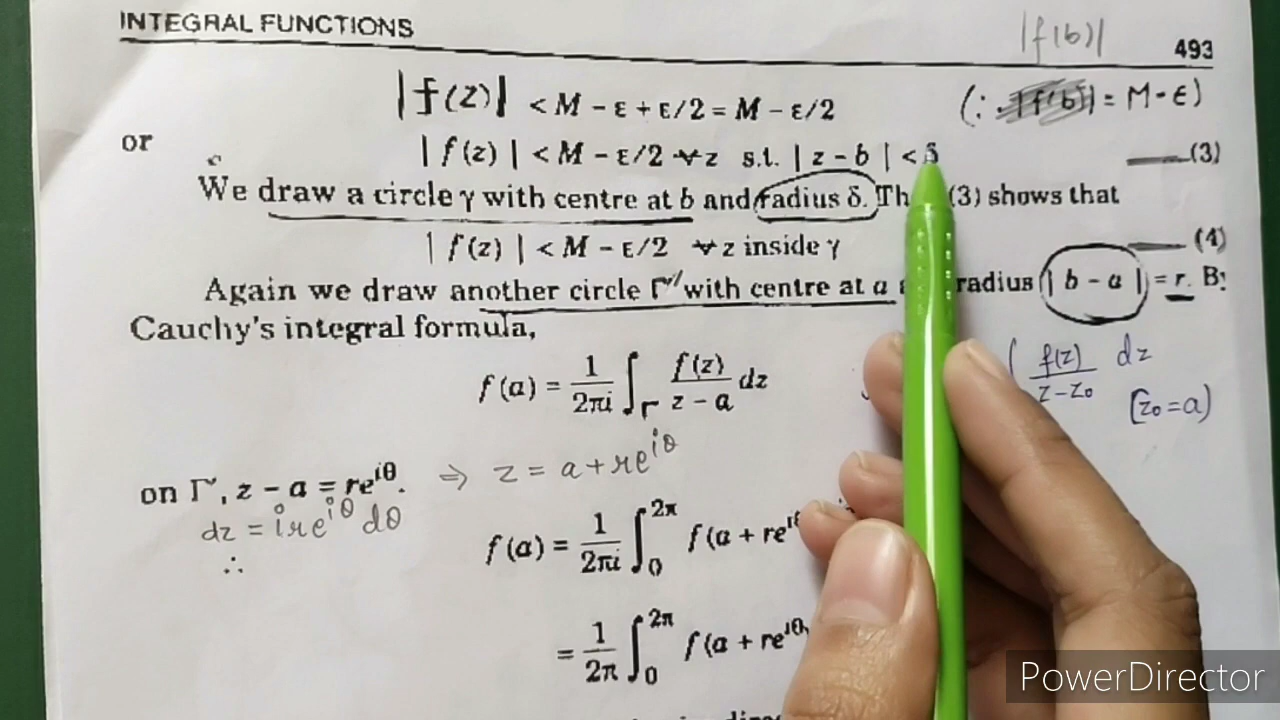 INTEGRAL FUNCTIONS |f(b)| 493
|f(z)| < M − ε + ε/2 = M − ε/2 (∵ |f(b)| = M-ε)
or
|f(z)| < M − ε/2 ∀ z s.t. |z − b| < δ —(3)
We draw a circle γ with centre at b and radius δ. Th (3) shows that
|f(z)| < M − ε/2 ∀ z inside γ —(4)
Again we draw another circle Γ with centre at a radius |b − a| = r. By
Cauchy's integral formula,
f(a) = 1/2πi ∫Γ f(z)/z − a dz ∫ f(z)/z-z₀ dz
[z₀ = a)
on Γ, z − a = re^iθ. ⇒ z = a + re^iθ
dz = ire^iθ dθ
∴ f(a) = 1/2πi ∫₀^2π f(a + re^iθ
= 1/2π ∫₀^2π f(a + re^iθ
PowerDirector